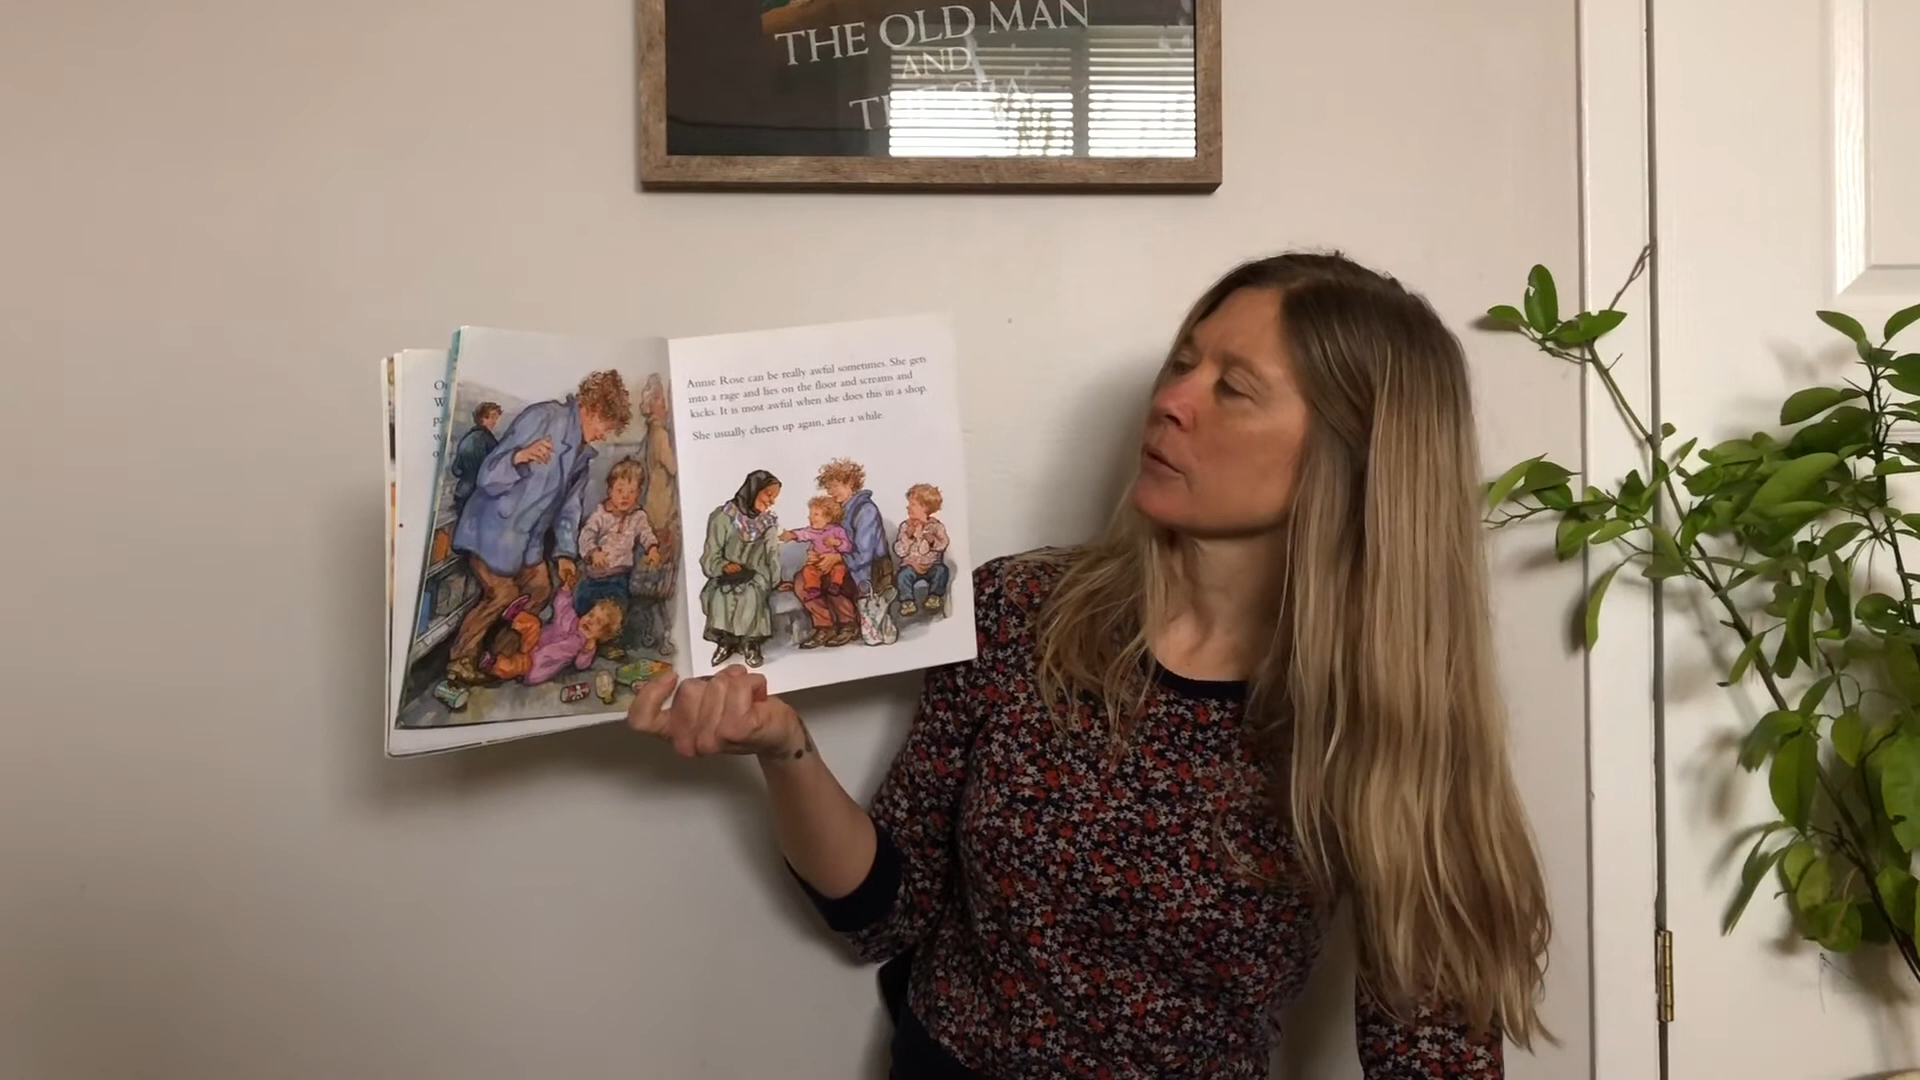 THE OLD MAN
AND
THE SEA
Annie Rose can be really awful sometimes. She gets
into a rage and lies on the floor and screams and
kicks. It is most awful when she does this in a shop.
She usually cheers up again, after a while.